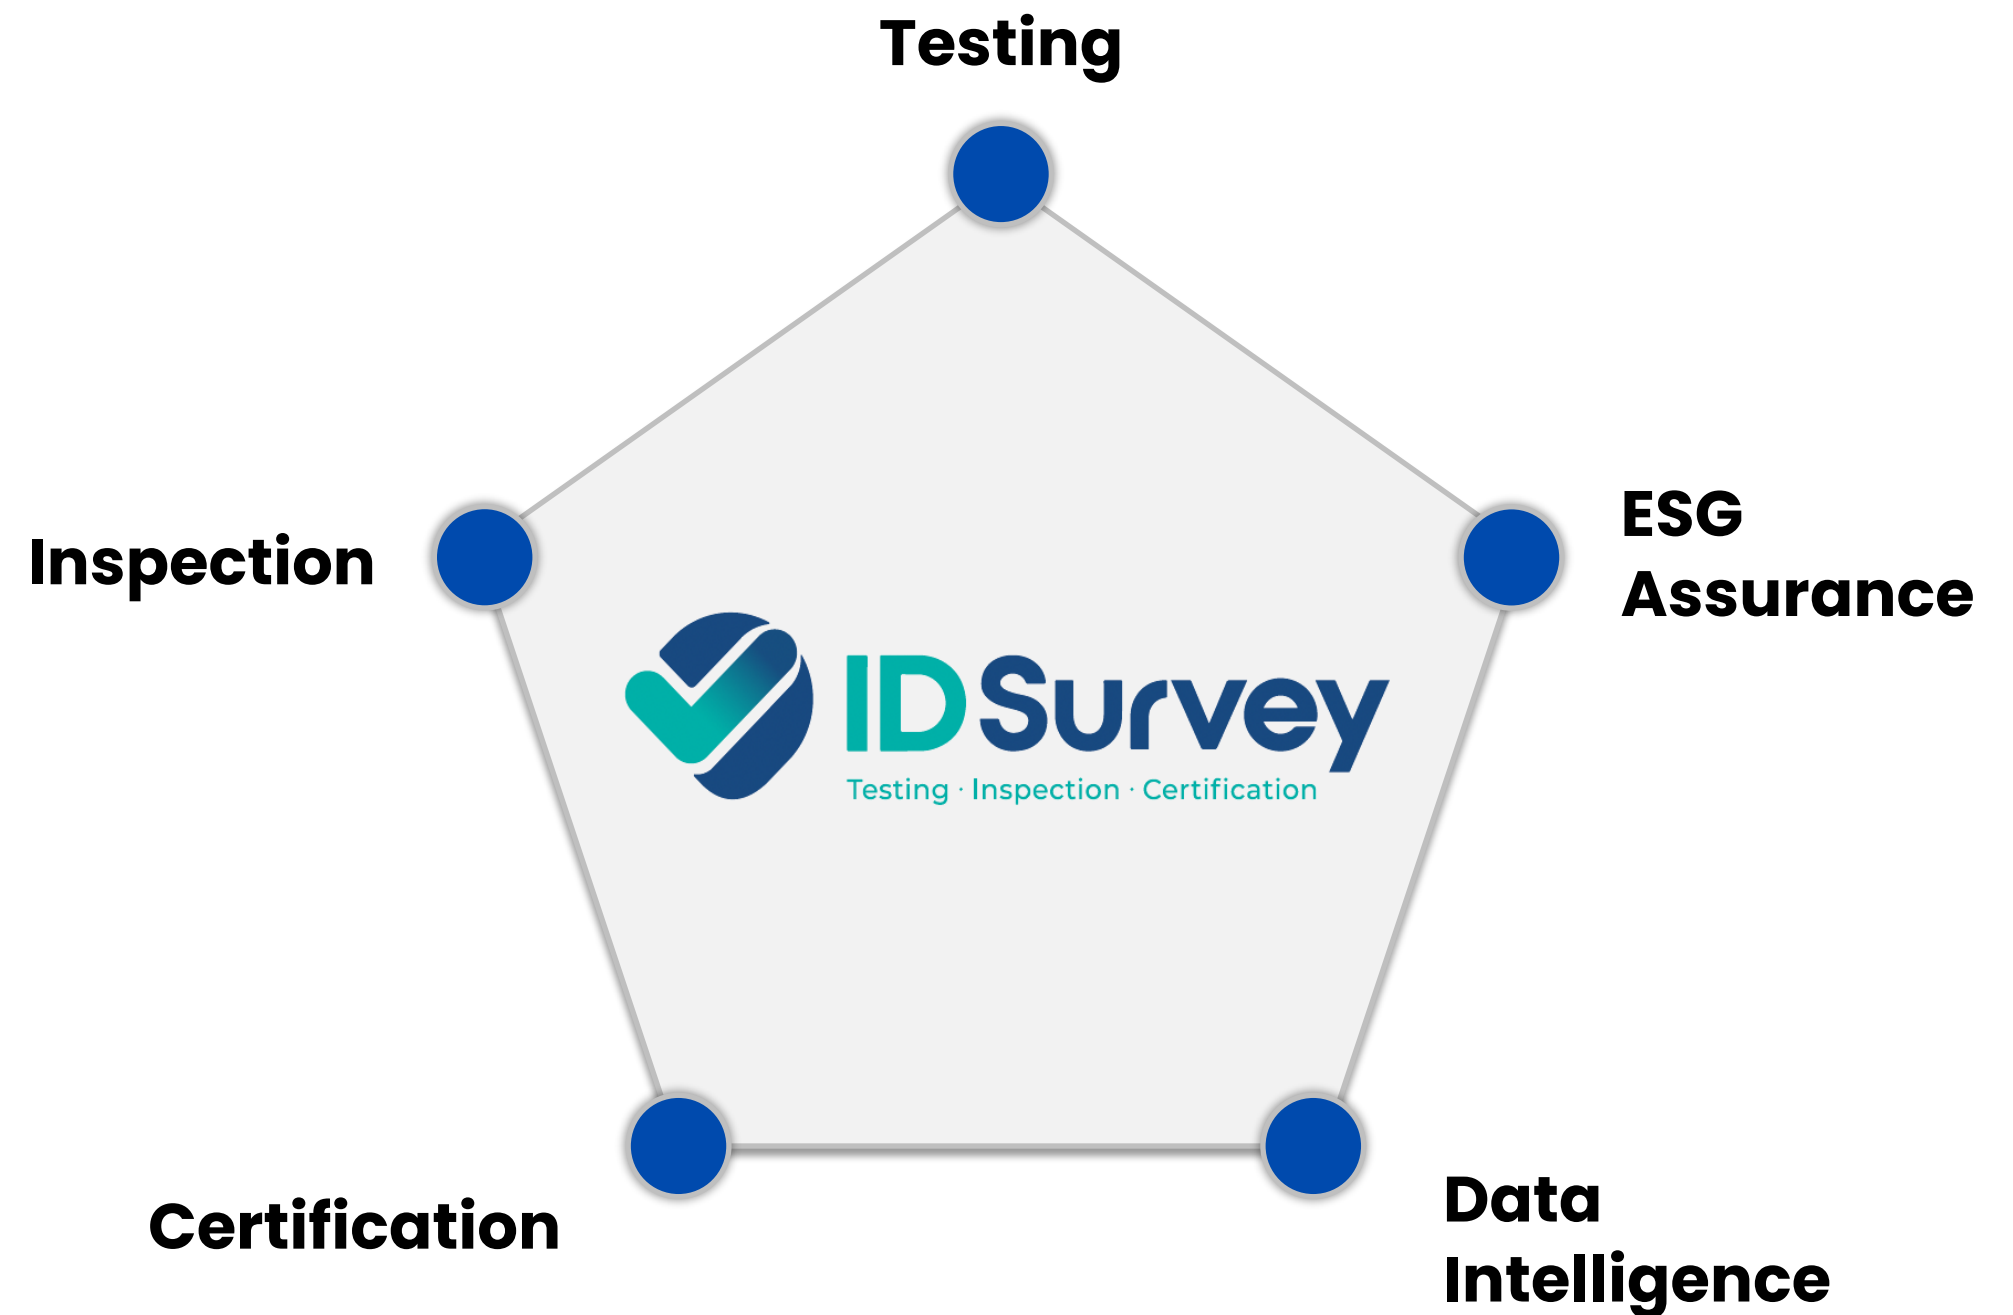 Testing
ESG
Assurance
Inspection
IDSurvey
Testing · Inspection · Certification
Certification
Data
Intelligence